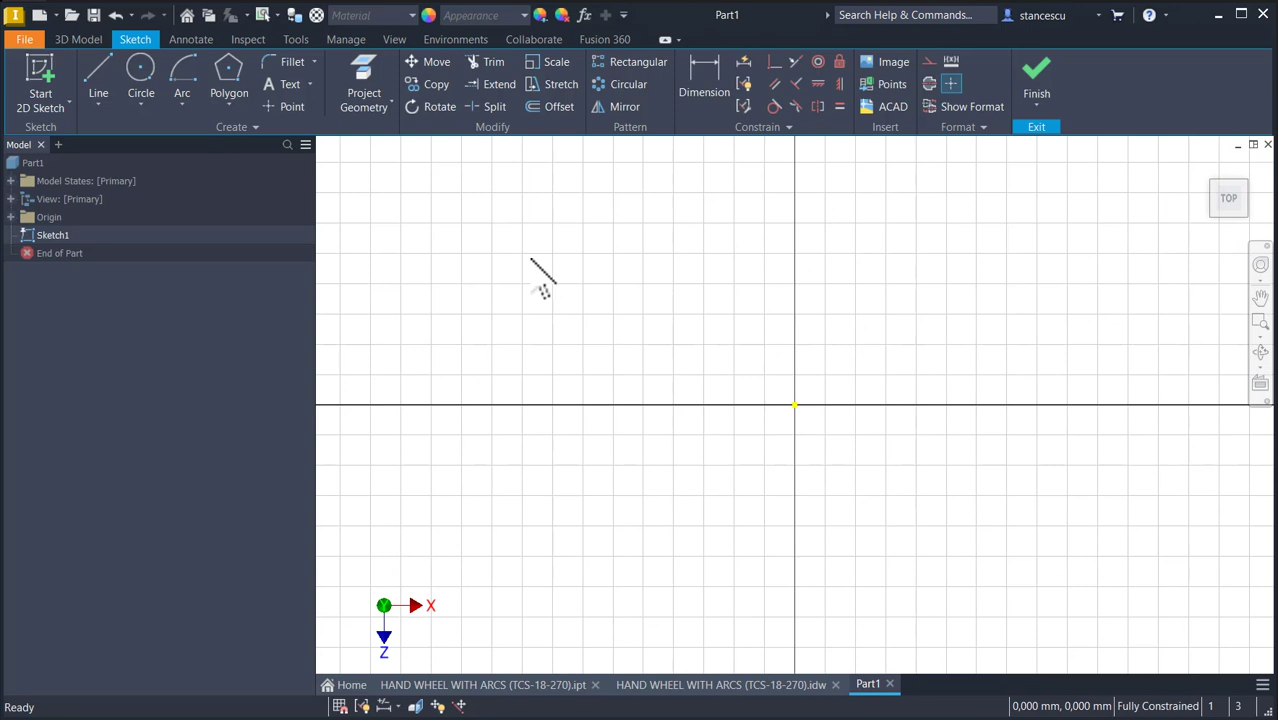 Material
Appearance
Part1
Search Help & Commands...
stancescu
File
3D Model
Sketch
Annotate
Inspect
Tools
Manage
View
Environments
Collaborate
Fusion 360
Start
2D Sketch
Line
Circle
Arc
Polygon
Fillet
Text
Point
Project
Geometry
Move
Copy
Rotate
Trim
Extend
Split
Scale
Stretch
Offset
Rectangular
Circular
Mirror
Dimension
Image
Points
ACAD
Show Format
Finish
Sketch
Create
Modify
Pattern
Constrain
Insert
Format
Exit
Model
Part1
Model States: [Primary]
View: [Primary]
Origin
Sketch1
End of Part
TOP
Y
X
Z
Home
HAND WHEEL WITH ARCS (TCS-18-270).ipt
HAND WHEEL WITH ARCS (TCS-18-270).idw
Part1
Ready
0,000 mm, 0,000 mm
Fully Constrained
1
3